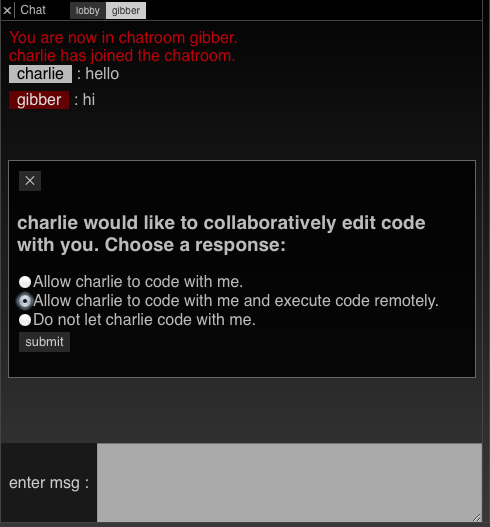 × Chat lobby gibber
You are now in chatroom gibber.
charlie has joined the chatroom.
charlie : hello
gibber : hi
×
charlie would like to collaboratively edit code
with you. Choose a response:
Allow charlie to code with me.
Allow charlie to code with me and execute code remotely.
Do not let charlie code with me.
submit
enter msg :